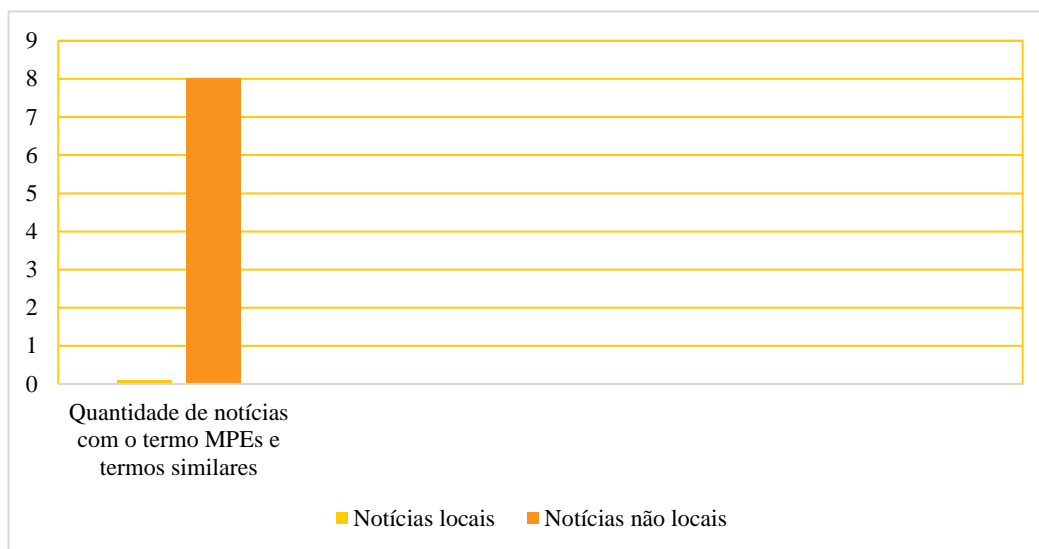 9
8
7
6
5
4
3
2
1
0
Quantidade de notícias
com o termo MPEs e
termos similares
Notícias locais Notícias não locais